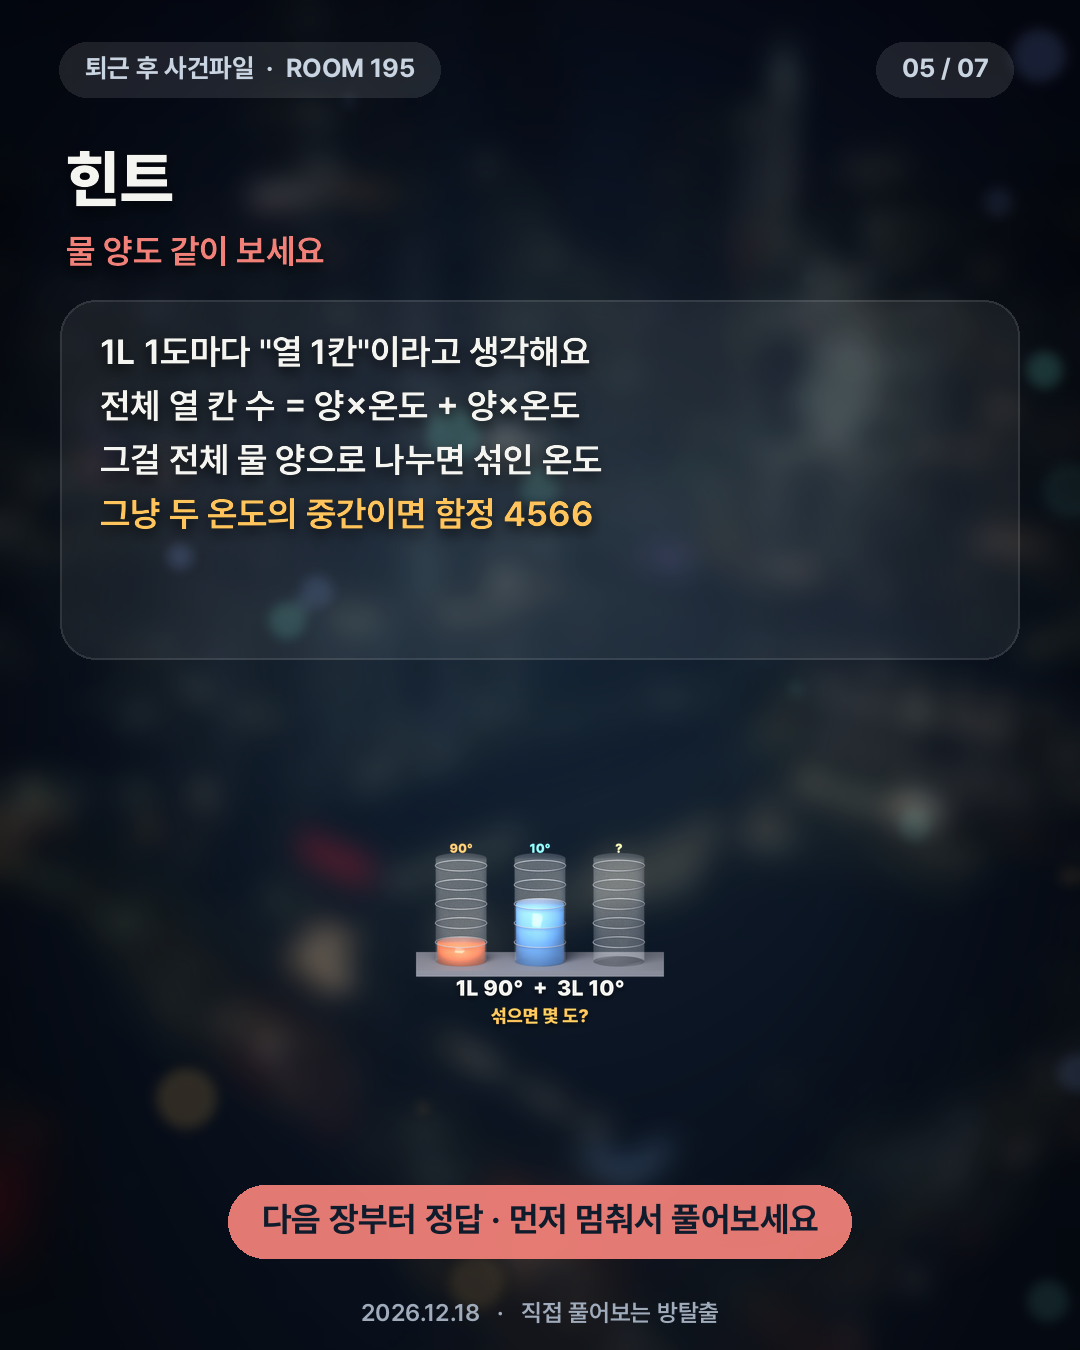 퇴근 후 사건파일 · ROOM 195
05 / 07
힌트
물 양도 같이 보세요
1L 1도마다 "열 1칸"이라고 생각해요
전체 열 칸 수 = 양×온도 + 양×온도
그걸 전체 물 양으로 나누면 섞인 온도
그냥 두 온도의 중간이면 함정 4566
90° 10° ?
1L 90° + 3L 10°
섞으면 몇 도?
다음 장부터 정답 · 먼저 멈춰서 풀어보세요
2026.12.18 · 직접 풀어보는 방탈출